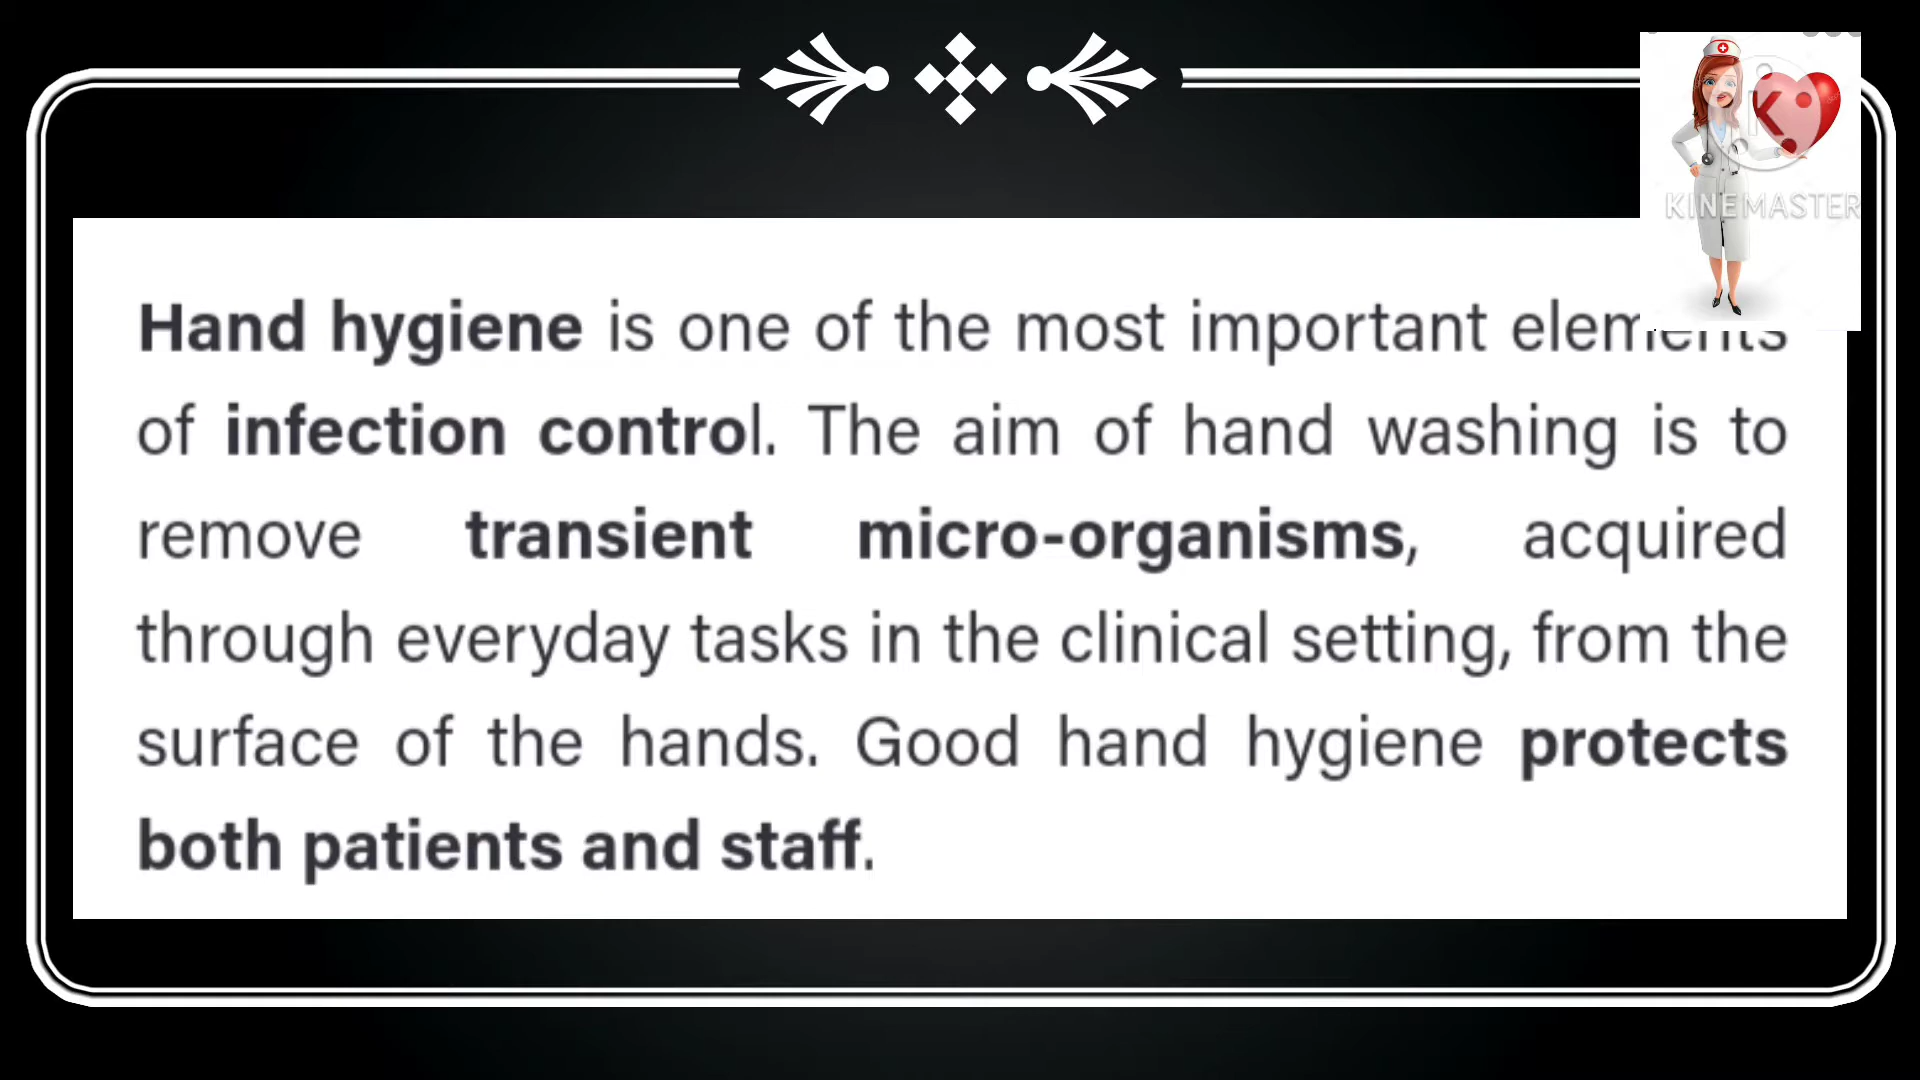 KINEMASTER
Hand hygiene is one of the most important elements
of infection control. The aim of hand washing is to
remove transient micro-organisms, acquired
through everyday tasks in the clinical setting, from the
surface of the hands. Good hand hygiene protects
both patients and staff.